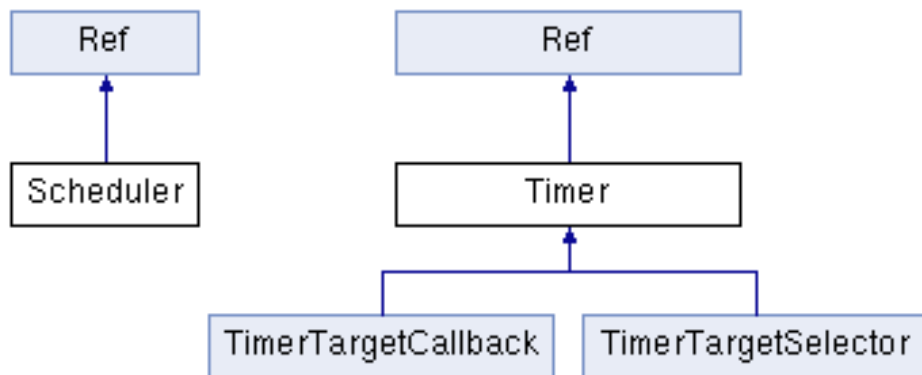 Ref
Ref
Scheduler
Timer
TimerTargetCallback
TimerTargetSelector